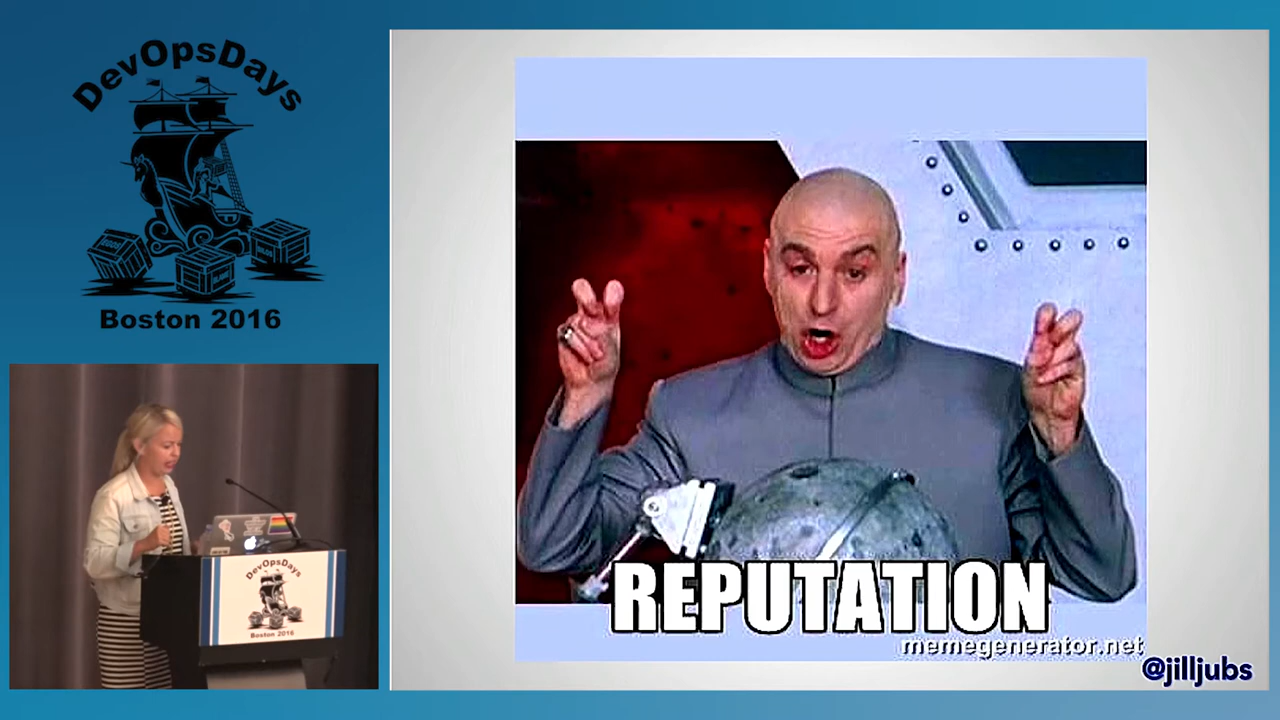 DevOpsDays
Boston 2016
DevOpsDays
Boston 2016
REPUTATION
memegenerator.net
@jilljubs